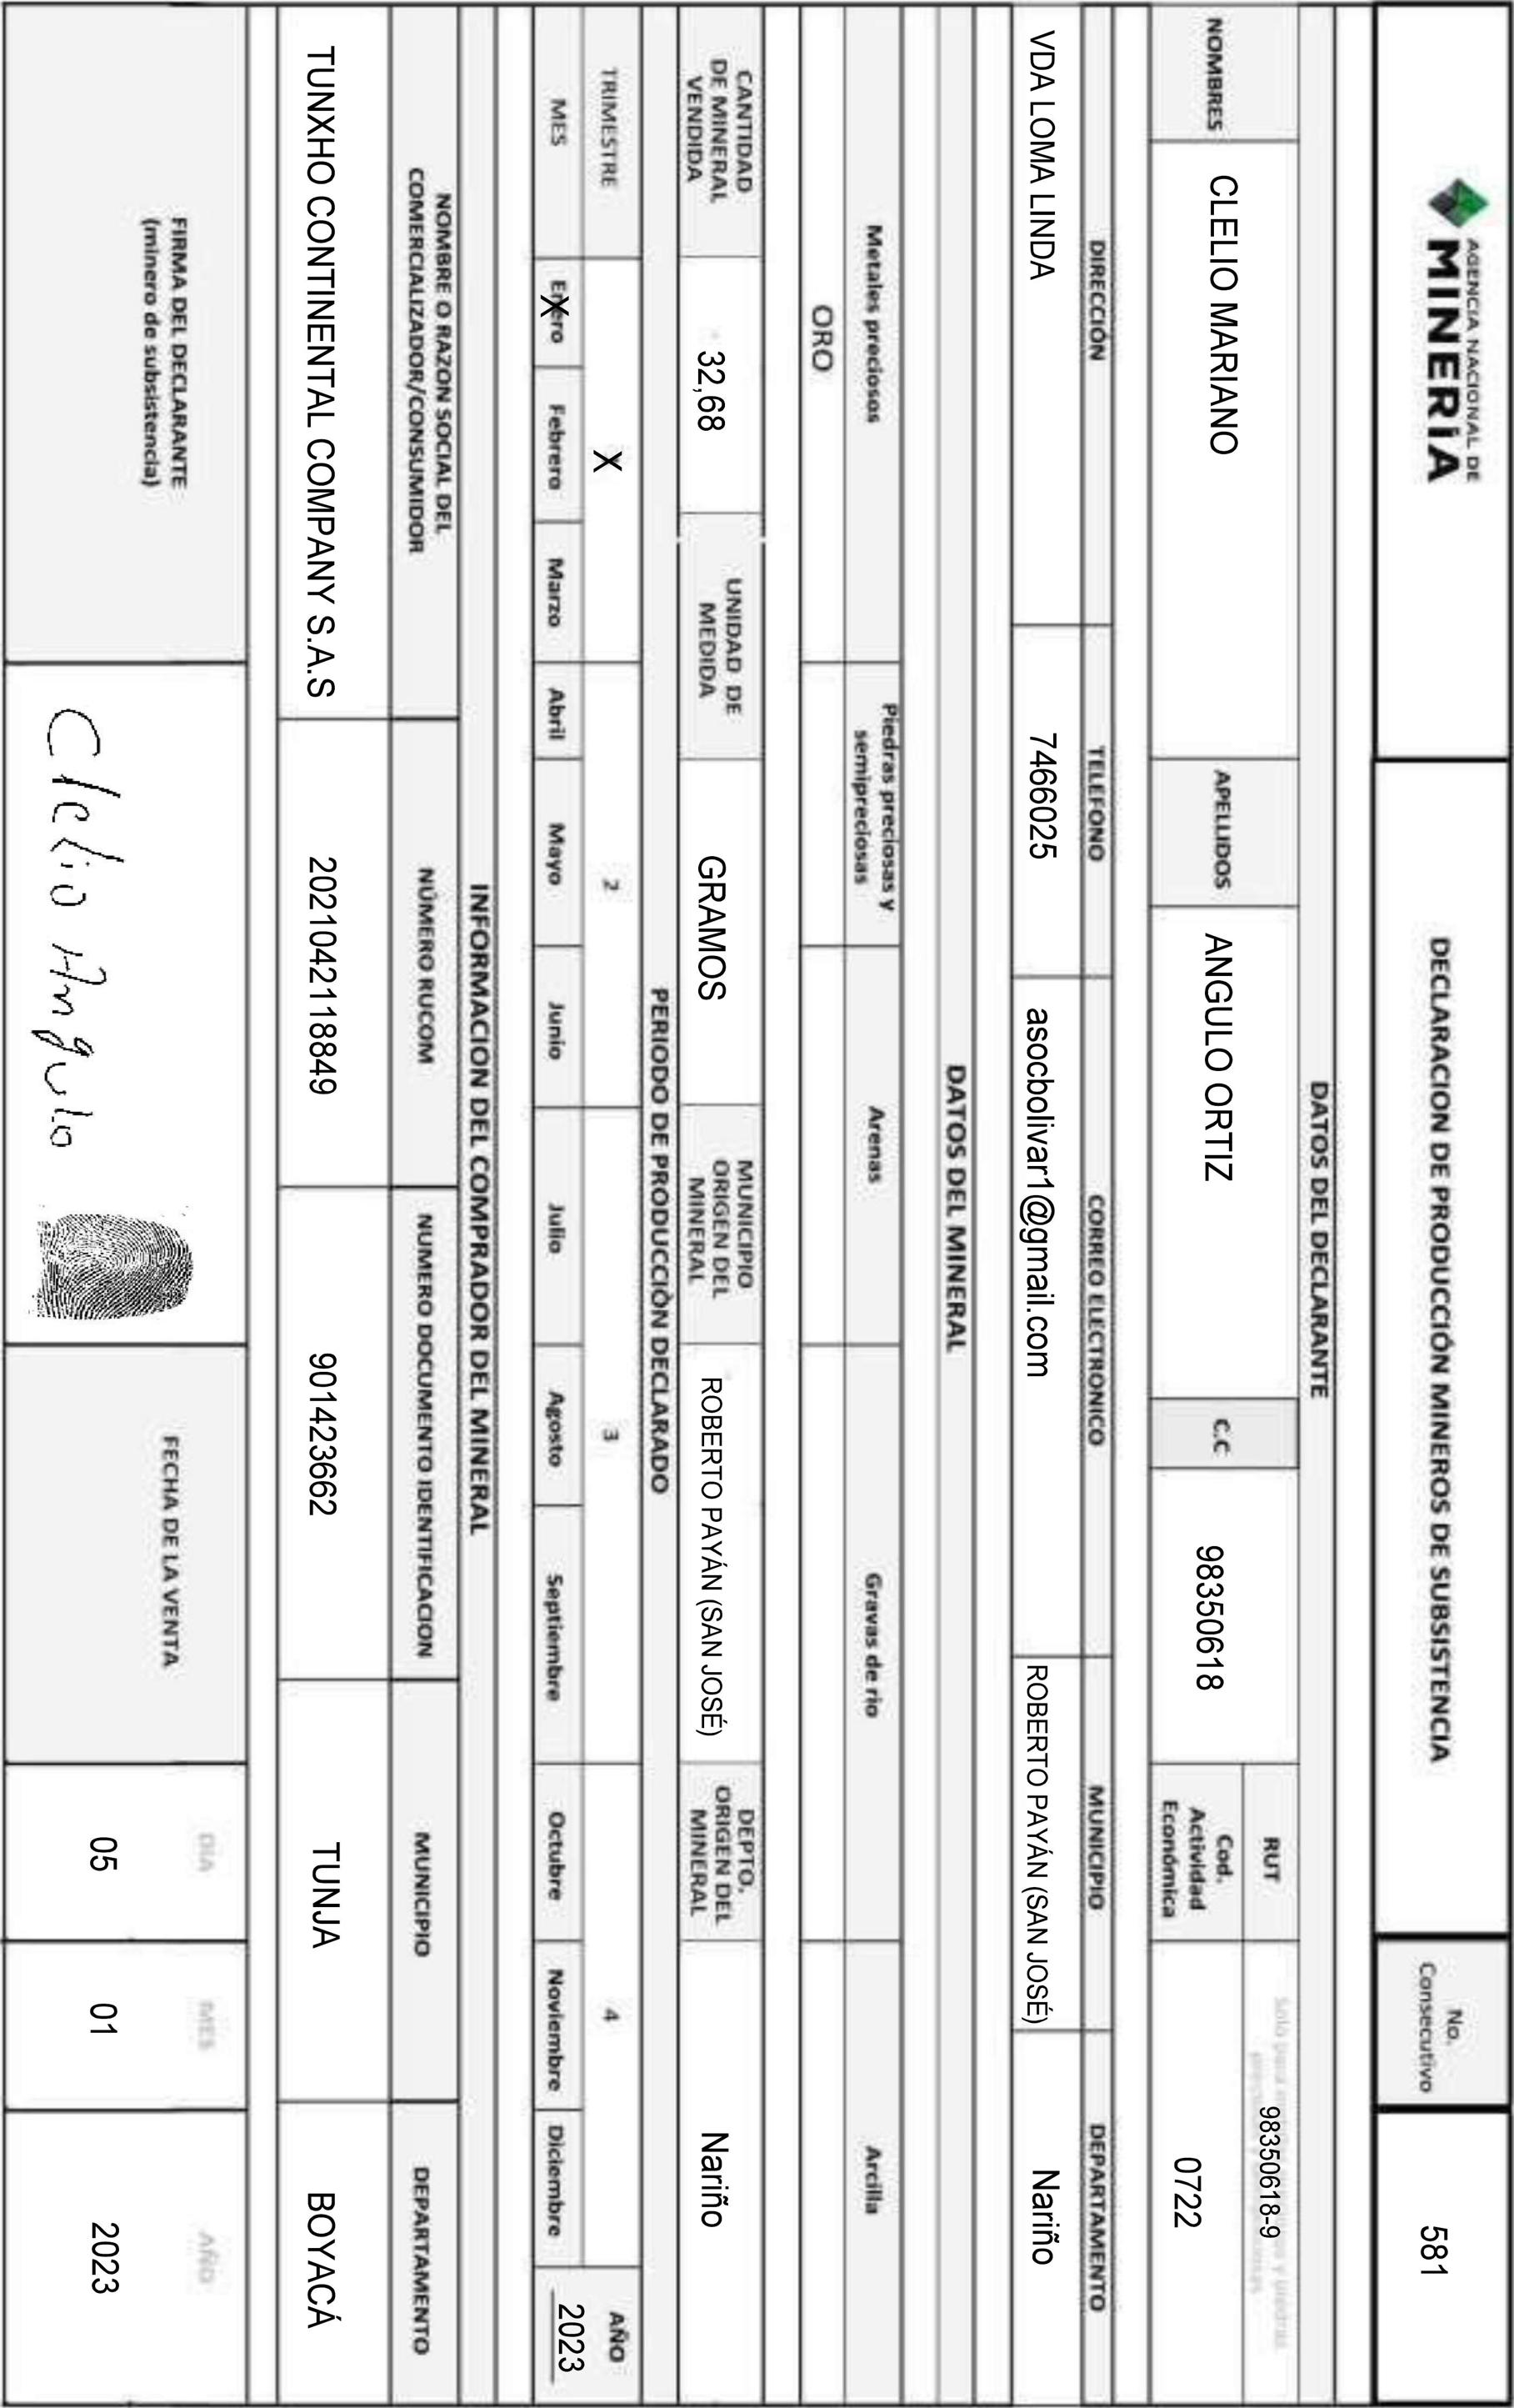 AGENCIA NACIONAL DE
MINERÍA
DECLARACION DE PRODUCCIÓN MINEROS DE SUBSISTENCIA
No.
Consecutivo
581
DATOS DEL DECLARANTE
NOMBRES
CLELIO MARIANO
APELLIDOS
ANGULO ORTIZ
C.C
98350618
RUT
98350618-9
Cod.
Actividad
Económica
0722
DIRECCIÓN
TELEFONO
CORREO ELECTRONICO
MUNICIPIO
DEPARTAMENTO
VDA LOMA LINDA
7466025
asocbolivar1@gmail.com
ROBERTO PAYÁN (SAN JOSÉ)
Nariño
DATOS DEL MINERAL
Metales preciosos
Piedras preciosas y
semipreciosas
Arenas
Gravas de rio
Arcilla
ORO
CANTIDAD
DE MINERAL
VENDIDA
32,68
UNIDAD DE
MEDIDA
GRAMOS
MUNICIPIO
ORIGEN DEL
MINERAL
ROBERTO PAYÁN (SAN JOSÉ)
DEPTO.
ORIGEN DEL
MINERAL
Nariño
PERIODO DE PRODUCCIÓN DECLARADO
TRIMESTRE
X
2
3
4
AÑO
MES
Enero
X
Febrero
Marzo
Abril
Mayo
Junio
Julio
Agosto
Septiembre
Octubre
Noviembre
Diciembre
2023
INFORMACIÓN DEL COMPRADOR DEL MINERAL
NOMBRE O RAZON SOCIAL DEL
COMERCIALIZADOR/CONSUMIDOR
NÚMERO RUCOM
NUMERO DOCUMENTO IDENTIFICACION
MUNICIPIO
DEPARTAMENTO
TUNXHO CONTINENTAL COMPANY S.A.S
2021042118849
901423662
TUNJA
BOYACÁ
FIRMA DEL DECLARANTE
(minero de subsistencia)
Clelio Angulo
FECHA DE LA VENTA
DÍA
MES
AÑO
05
01
2023